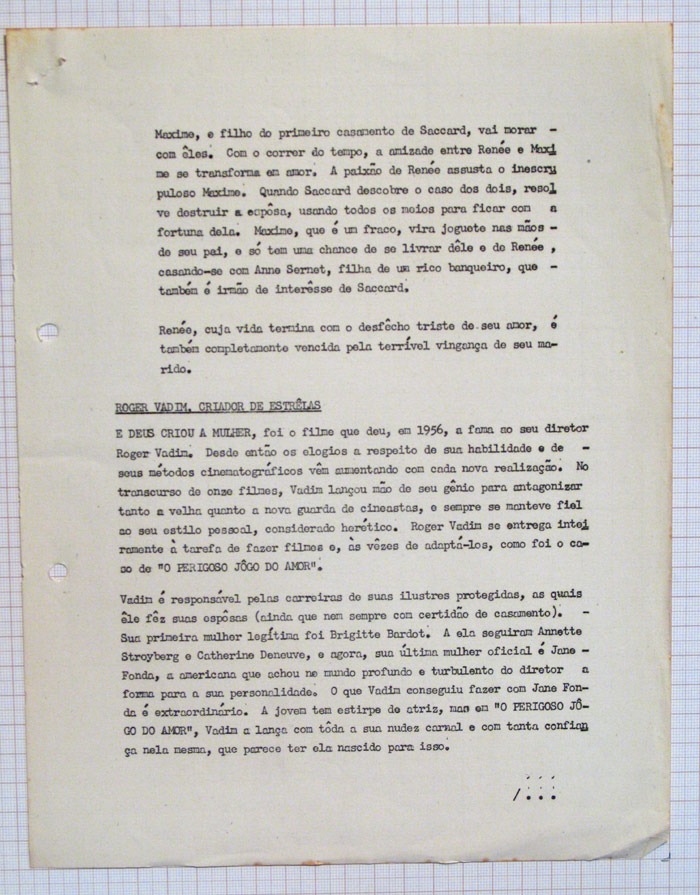 Maxime, e filho do primeiro casamento de Saccard, vai morar -
com êles. Com o correr do tempo, a amizade entre Renée e Maxi
me se transforma em amor. A paixão de Renée assusta o inescru
puloso Maxime. Quando Saccard descobre o caso dos dois, resol
ve destruir a espôsa, usando todos os meios para ficar com a
fortuna dela. Maxime, que é um fraco, vira joguete nas mãos -
de seu pai, e só tem uma chance de se livrar dêle e de Renée ,
casando-se com Anne Sernet, filha de um rico banqueiro, que -
também é irmão de interêsse de Saccard.
Renée, cuja vida termina com o desfêcho triste de seu amor, é
também completamente vencida pela terrível vingança de seu ma-
rido.
ROGER VADIM, CRIADOR DE ESTRÊLAS
E DEUS CRIOU A MULHER, foi o filme que deu, em 1956, a fama ao seu diretor
Roger Vadim. Desde então os elogios a respeito de sua habilidade e de -
seus métodos cinematográficos vêm aumentando com cada nova realização. No
transcurso de onze filmes, Vadim lançou mão de seu gênio para antagonizar
tanto a velha quanto a nova guarda de cineastas, e sempre se manteve fiel
ao seu estilo pessoal, considerado herético. Roger Vadim se entrega intei
ramente à tarefa de fazer filmes e, às vêzes de adaptá-los, como foi o ca-
so de "O PERIGOSO JÔGO DO AMOR".
Vadim é responsável pelas carreiras de suas ilustres protegidas, as quais
êle fêz suas espôsas (ainda que nem sempre com certidão de casamento). -
Sua primeira mulher legítima foi Brigitte Bardot. A ela seguiram Annette
Stroyberg e Catherine Deneuve, e agora, sua última mulher oficial é Jane -
Fonda, a americana que achou no mundo profundo e turbulento do diretor a
forma para a sua personalidade. O que Vadim conseguiu fazer com Jane Fon-
da é extraordinário. A jovem tem estirpe de atriz, mas em "O PERIGOSO JÔ-
GO DO AMOR", Vadim a lança com tôda a sua nudez carnal e com tanta confian
ça nela mesma, que parece ter ela nascido para isso.
/...